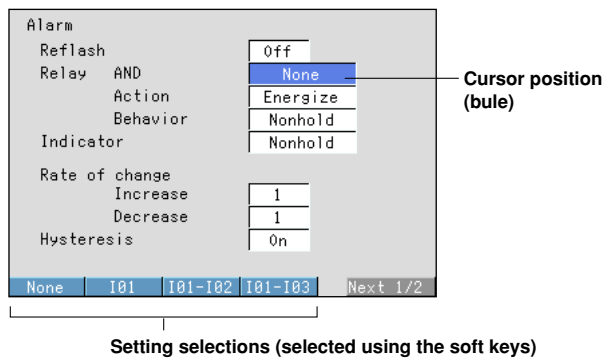 Alarm
Reflash Off
Relay AND None
Action Energize
Behavior Nonhold
Indicator Nonhold
Rate of change
Increase 1
Decrease 1
Hysteresis On
None I01 I01-I02 I01-I03 Next 1/2
Cursor position
(bule)
Setting selections (selected using the soft keys)